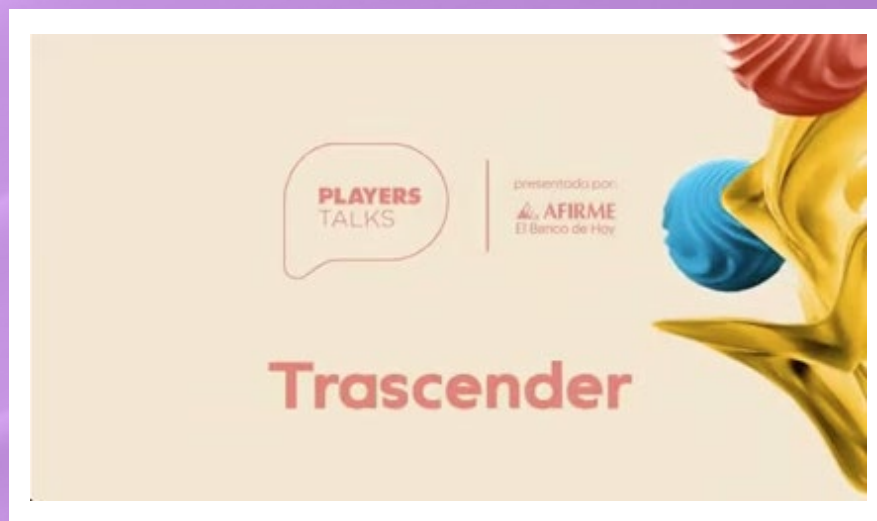 PLAYERS
TALKS
presentado por:
AFIRME
El Banco de Hoy
Trascender